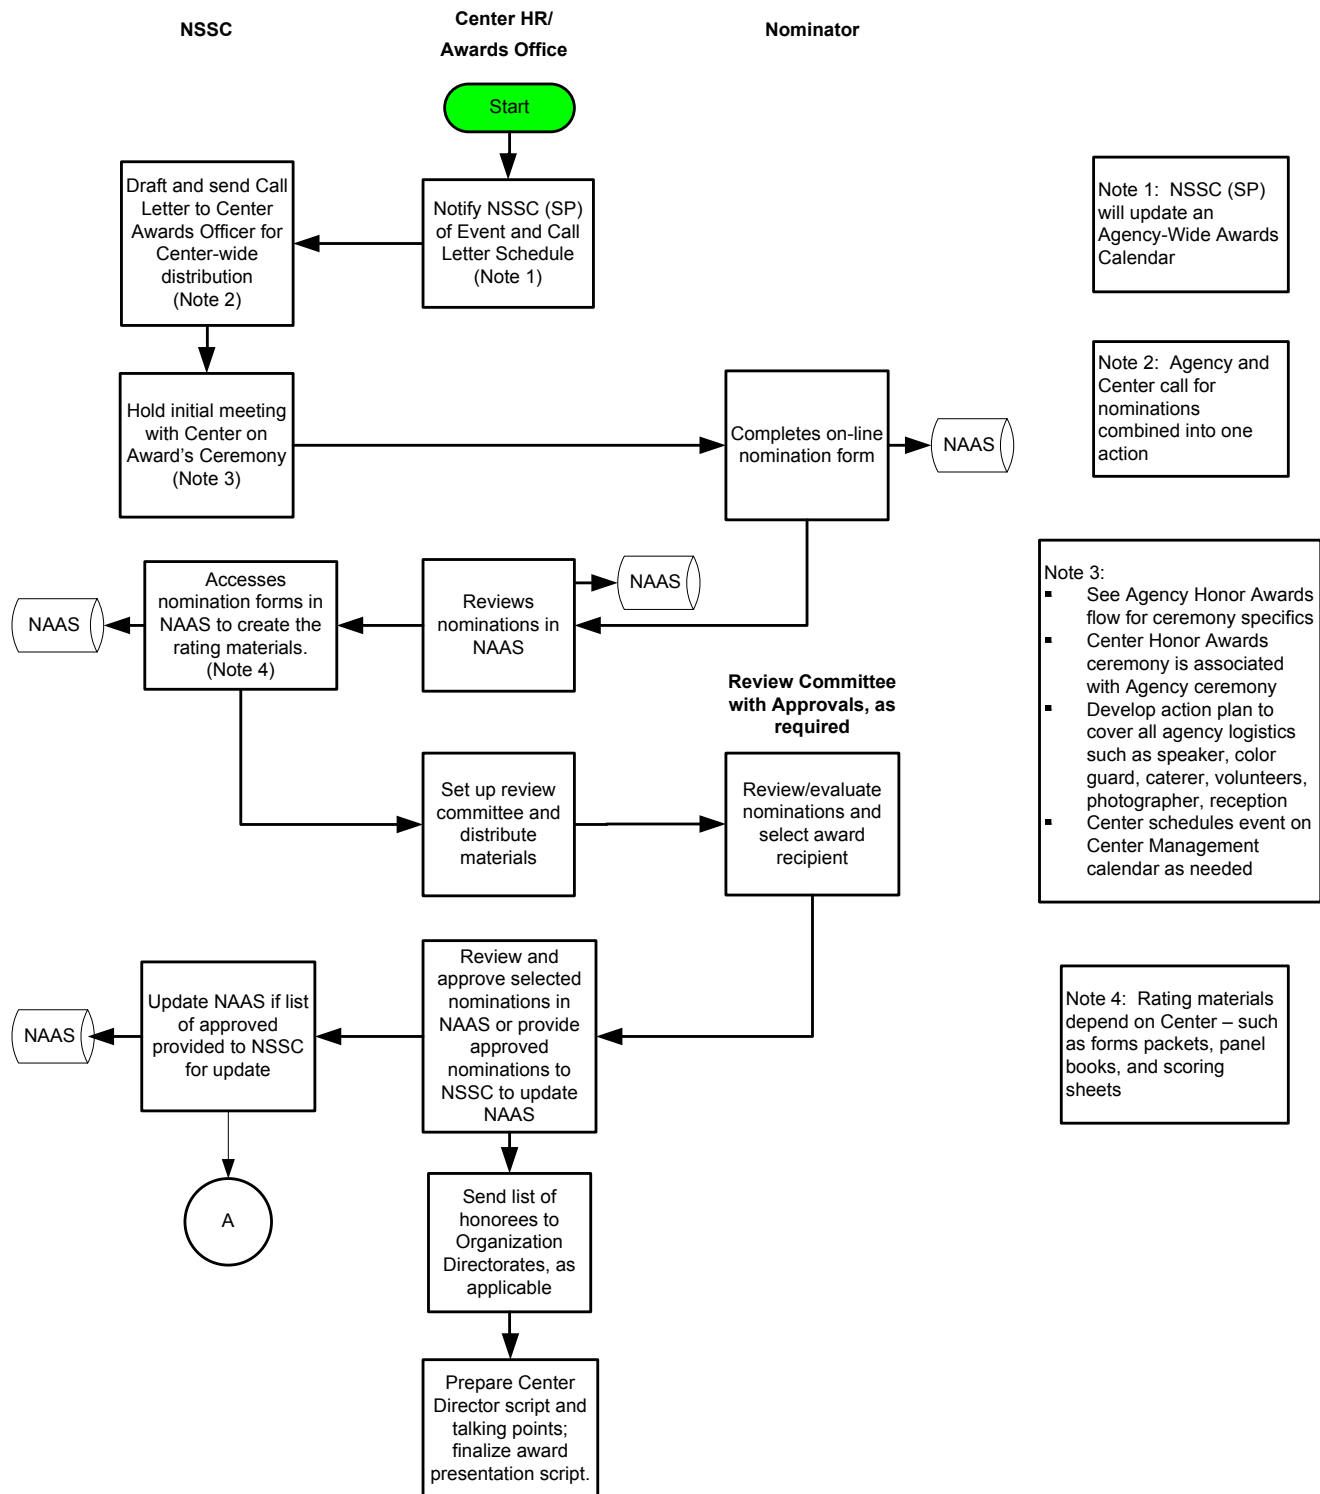 NSSC
Center HR/
Awards Office
Nominator
Start
Draft and send Call
Letter to Center
Awards Officer for
Center-wide
distribution
(Note 2)
Notify NSSC (SP)
of Event and Call
Letter Schedule
(Note 1)
Note 1:  NSSC (SP)
will update an
Agency-Wide Awards
Calendar
Hold initial meeting
with Center on
Award’s Ceremony
(Note 3)
Completes on-line
nomination form
NAAS
Note 2:  Agency and
Center call for
nominations
combined into one
action
NAAS
Accesses
nomination forms in
NAAS to create the
rating materials.
(Note 4)
Reviews
nominations in
NAAS
NAAS
Note 3:
▪ See Agency Honor Awards
flow for ceremony specifics
▪ Center Honor Awards
ceremony is associated
with Agency ceremony
▪ Develop action plan to
cover all agency logistics
such as speaker, color
guard, caterer, volunteers,
photographer, reception
▪ Center schedules event on
Center Management
calendar as needed
Review Committee
with Approvals, as
required
Set up review
committee and
distribute
materials
Review/evaluate
nominations and
select award
recipient
NAAS
Update NAAS if list
of approved
provided to NSSC
for update
Review and
approve selected
nominations in
NAAS or provide
approved
nominations to
NSSC to update
NAAS
Note 4:  Rating materials
depend on Center – such
as forms packets, panel
books, and scoring
sheets
A
Send list of
honorees to
Organization
Directorates, as
applicable
Prepare Center
Director script and
talking points;
finalize award
presentation script.